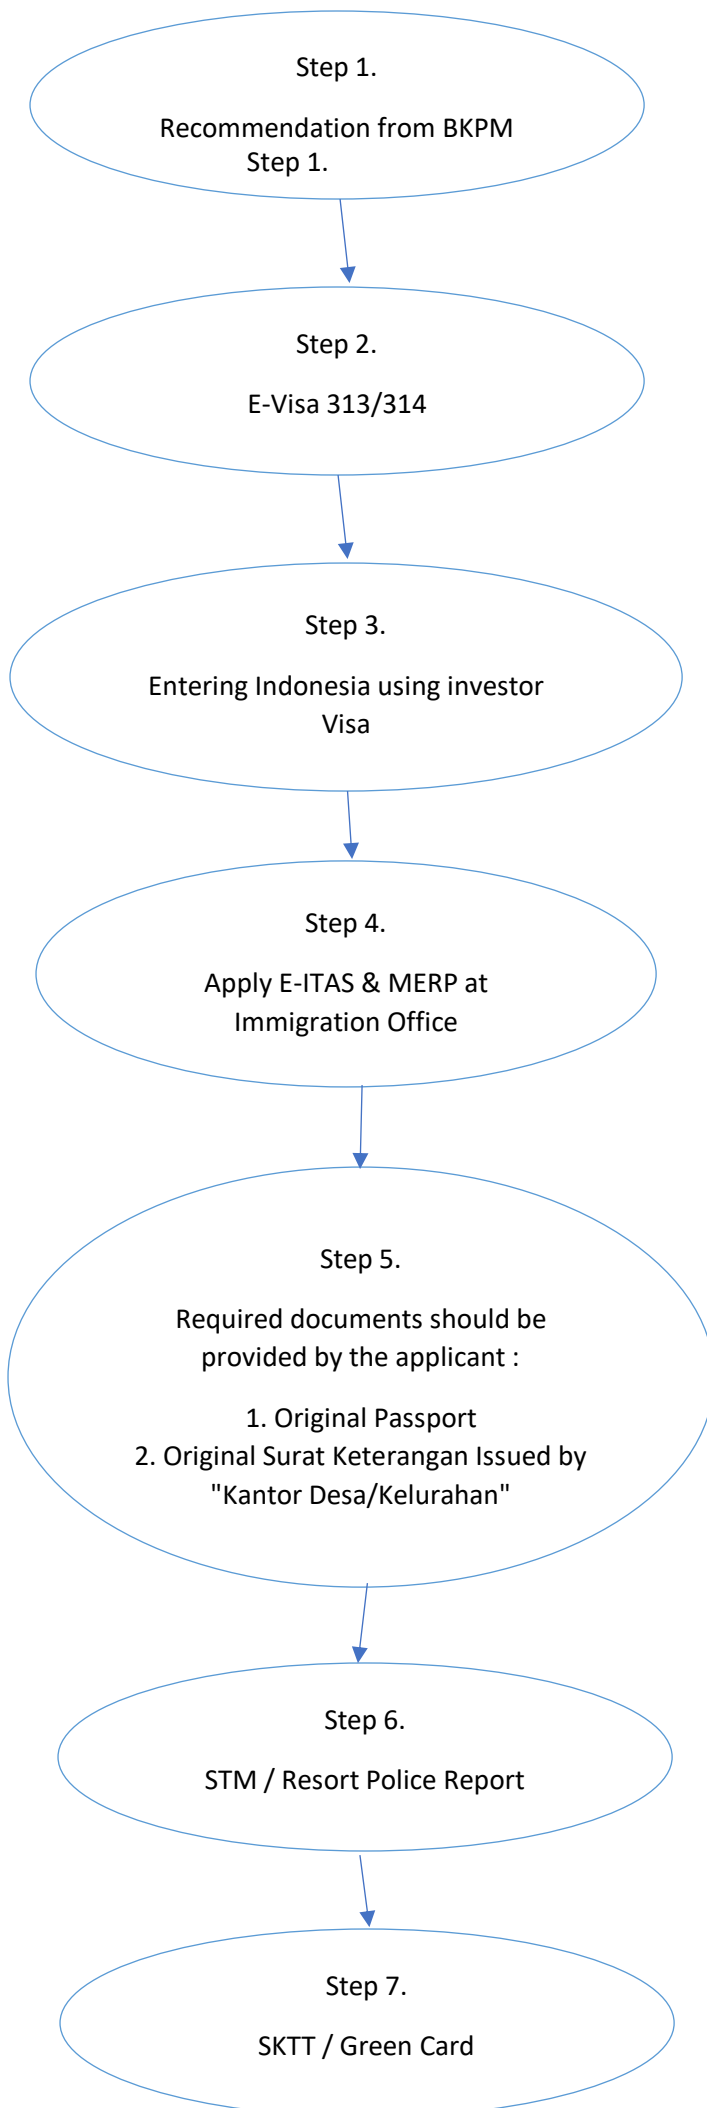 Step 1.
Recommendation from BKPM
Step 1.
Step 2.
E-Visa 313/314
Step 3.
Entering Indonesia using investor
Visa
Step 4.
Apply E-ITAS & MERP at
Immigration Office
Step 5.
Required documents should be
provided by the applicant :
1. Original Passport
2. Original Surat Keterangan Issued by
"Kantor Desa/Kelurahan"
Step 6.
STM / Resort Police Report
Step 7.
SKTT / Green Card